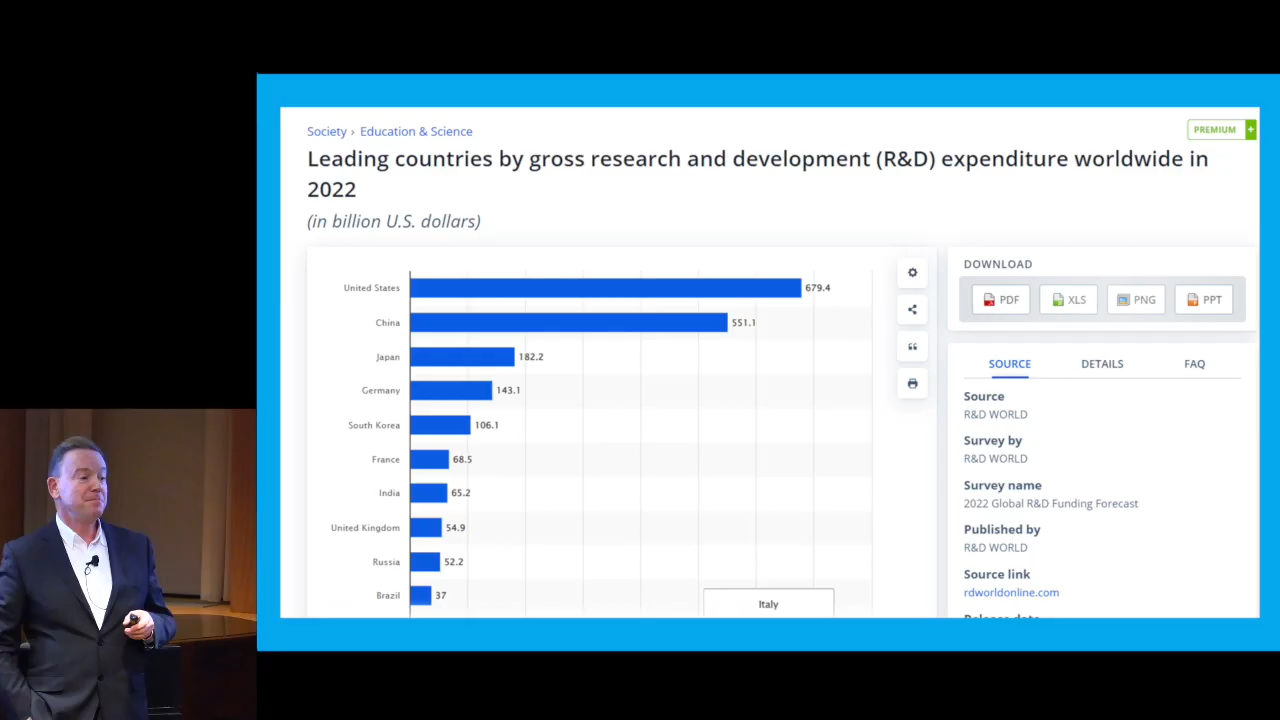 Society › Education & Science
PREMIUM +
Leading countries by gross research and development (R&D) expenditure worldwide in
2022
(in billion U.S. dollars)
United States 679.4
China 551.1
Japan 182.2
Germany 143.1
South Korea 106.1
France 68.5
India 65.2
United Kingdom 54.9
Russia 52.2
Brazil 37
Italy
DOWNLOAD
PDF XLS PNG PPT
SOURCE DETAILS FAQ
Source
R&D WORLD
Survey by
R&D WORLD
Survey name
2022 Global R&D Funding Forecast
Published by
R&D WORLD
Source link
rdworldonline.com
Release date